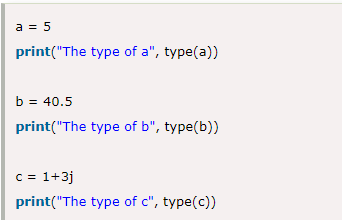 a = 5
print("The type of a", type(a))
b = 40.5
print("The type of b", type(b))
c = 1+3j
print("The type of c", type(c))